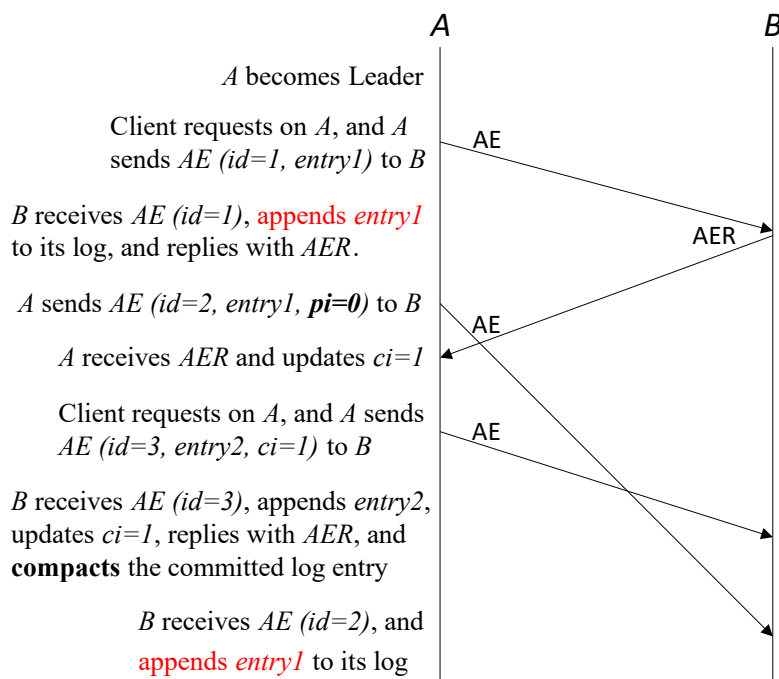 A B
A becomes Leader
Client requests on A, and A
sends AE (id=1, entry1) to B
AE
B receives AE (id=1), appends entry1
to its log, and replies with AER.
AER
A sends AE (id=2, entry1, pi=0) to B
AE
A receives AER and updates ci=1
Client requests on A, and A sends
AE (id=3, entry2, ci=1) to B
AE
B receives AE (id=3), appends entry2,
updates ci=1, replies with AER, and
compacts the committed log entry
B receives AE (id=2), and
appends entry1 to its log